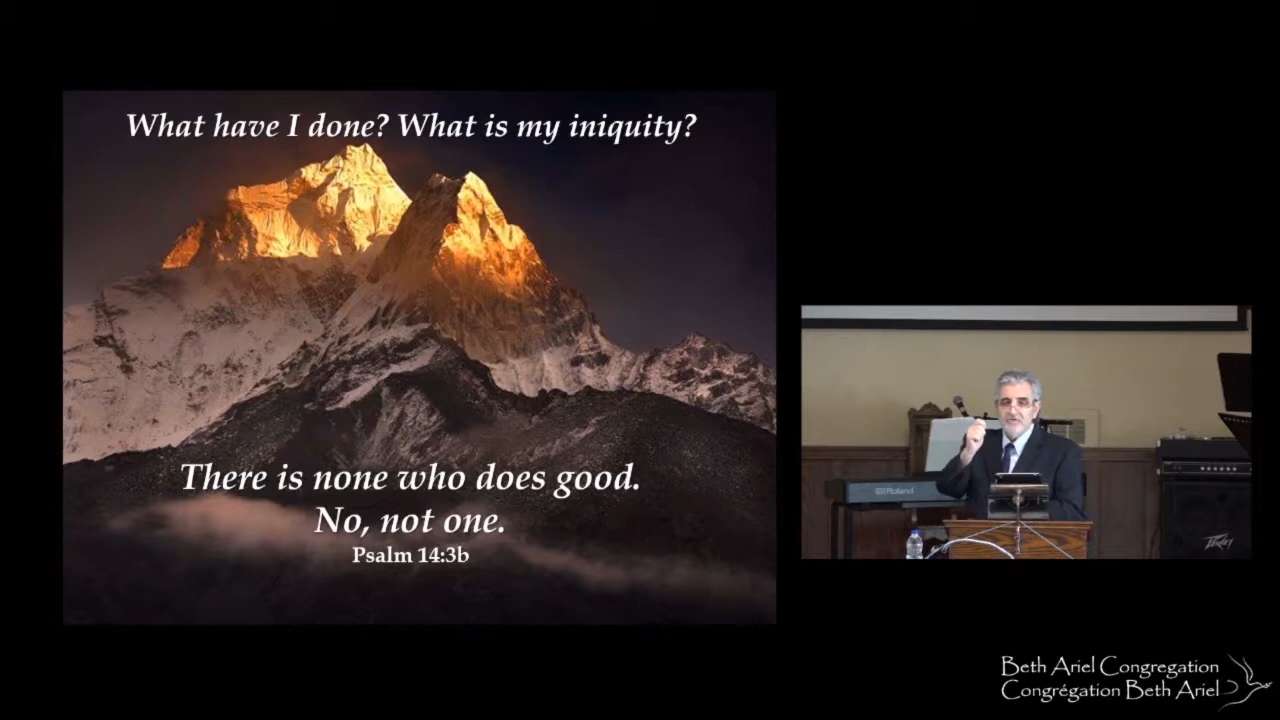 What have I done? What is my iniquity?
There is none who does good.
No, not one.
Psalm 14:3b
Roland
Peavey
Beth Ariel Congregation
Congrégation Beth Ariel